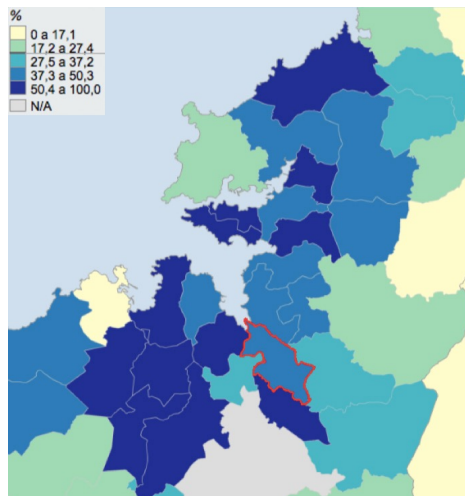 %
0 a 17,1
17,2 a 27,4
27,5 a 37,2
37,3 a 50,3
50,4 a 100,0
N/A